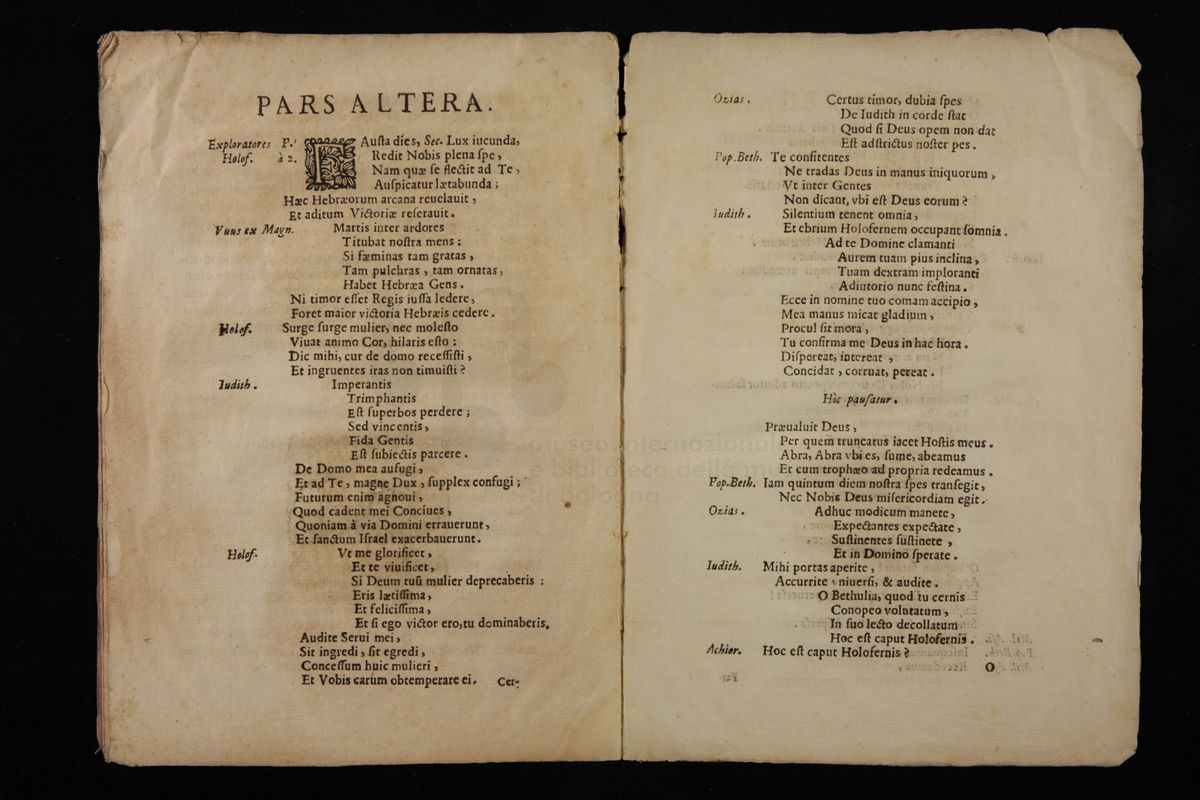 PARS ALTERA.
Exploratores P.ʳ FAuſta dies, Sec. Lux iucunda,
Holof. à 2. Redit Nobis plena ſpe,
Nam quæ ſe flectit ad Te,
Auſpicatur lætabunda;
Hæc Hebræorum arcana reuelauit,
Et aditum Victoriæ reſerauit.
Vuus ex Magn. Martis inter ardores
Titubat noſtra mens:
Si fæminas tam gratas,
Tam pulchras, tam ornatas,
Habet Hebræa Gens.
Ni timor eſſet Regis iuſſa ledere,
Foret maior victoria Hebræis cedere.
Holof. Surge ſurge mulier, nec moleſto
Viuat animo Cor, hilaris eſto:
Dic mihi, cur de domo receſſiſti,
Et ingruentes iras non timuiſti?
Iudith. Imperantis
Trimphantis
Eſt ſuperbos perdere;
Sed vincentis,
Fida Gentis
Eſt ſubiectis parcere.
De Domo mea aufugi,
Et ad Te, magne Dux, ſupplex confugi;
Futurum enim agnoui,
Quod cadent mei Conciues,
Quoniam à via Domini errauerunt,
Et ſanctum Iſrael exacerbauerunt.
Holof. Vt me glorificet,
Et te viuificet,
Si Deum tuũ mulier deprecaberis:
Eris lætiſſima,
Et feliciſſima,
Et ſi ego victor ero, tu dominaberis.
Audite Serui mei,
Sit ingredi, ſit egredi,
Conceſſum huic mulieri,
Et Vobis carum obtemperare ei. Cer-
Ozias. Certus timor, dubia ſpes
De Iudith in corde ſtat
Quod ſi Deus opem non dat
Eſt adſtrictus noſter pes.
Pop. Beth. Te confitentes
Ne tradas Deus in manus iniquorum,
Vt inter Gentes
Non dicant, vbi eſt Deus eorum?
Iudith. Silentium tenent omnia,
Et ebrium Holofernem occupant ſomnia.
Ad te Domine clamanti
Aurem tuam pius inclina,
Tuam dextram imploranti
Adiutorio nunc feſtina.
Ecce in nomine tuo comam accipio,
Mea manus micat gladium,
Procul ſit mora,
Tu confirma me Deus in hac hora.
Diſpereat, intereat,
Concidat, corruat, pereat.
Hic pauſatur.
Præualuit Deus,
Per quem truncatus iacet Hoſtis meus.
Abra, Abra vbi es, ſume, abeamus
Et cum trophæo ad propria redeamus.
Pop. Beth. Iam quintum diem noſtra ſpes tranſegit,
Nec Nobis Deus miſericordiam egit.
Ozias. Adhuc modicum manete,
Expectantes expectate,
Suſtinentes ſuſtinete,
Et in Domino ſperate.
Iudith. Mihi portas aperite,
Accurrite vniuerſi, & audite.
O Bethulia, quod tu cernis
Conopeo volutatum,
In ſuo lecto decollatum
Hoc eſt caput Holofernis.
Achior. Hoc eſt caput Holofernis?
O
museo internazionale
e biblioteca della mu
di bologna